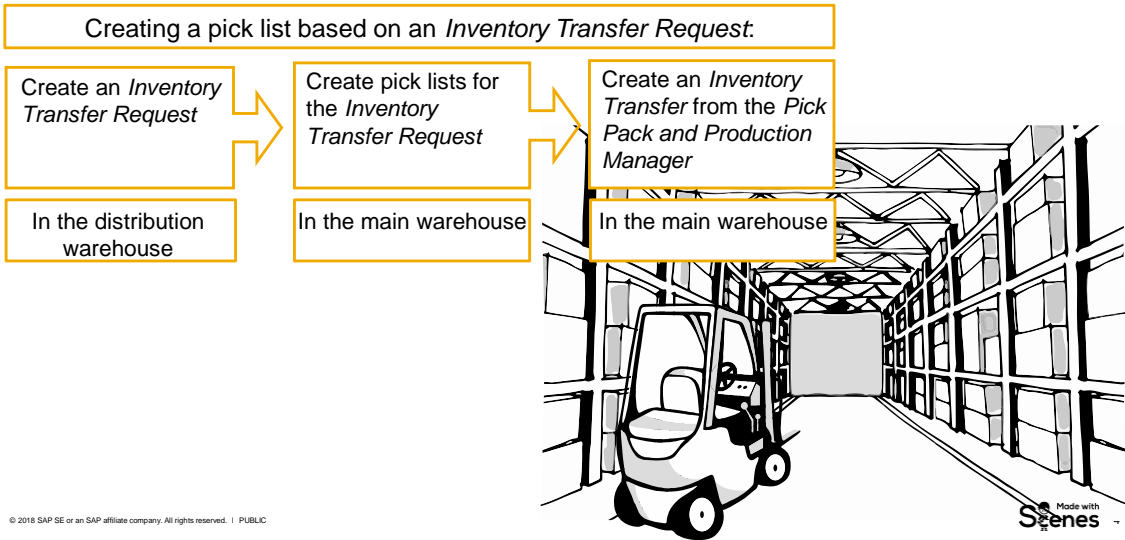 Creating a pick list based on an Inventory Transfer Request:
Create an Inventory
Transfer Request
Create pick lists for
the Inventory
Transfer Request
Create an Inventory
Transfer from the Pick
Pack and Production
Manager
In the distribution
warehouse
In the main warehouse
In the main warehouse
© 2018 SAP SE or an SAP affiliate company. All rights reserved. | PUBLIC
Made with
Scenes